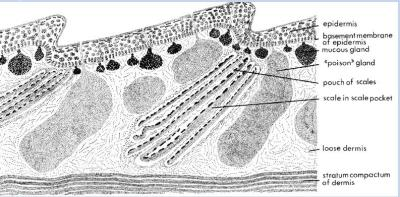 epidermis
basement membrane
of epidermis
mucous gland
"poison" gland
pouch of scales
scale in scale pocket
loose dermis
stratum compactum
of dermis